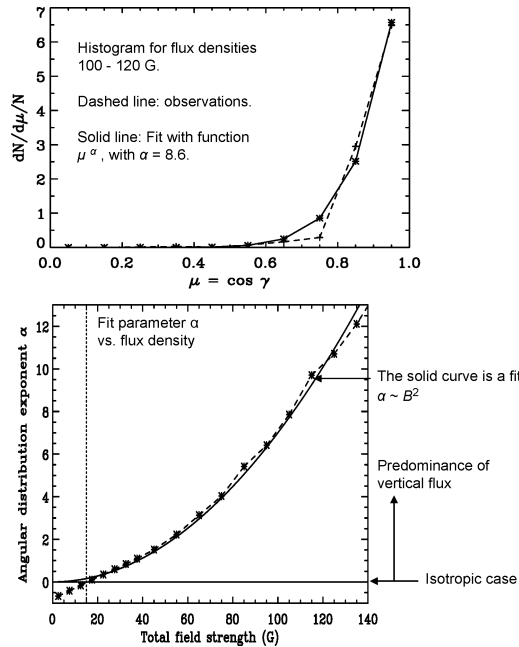 7
6
5
4
3
2
1
0
dN/dμ/N
Histogram for flux densities
100 - 120 G.
Dashed line: observations.
Solid line: Fit with function
μ α , with α = 8.6.
0.0 0.2 0.4 0.6 0.8 1.0
μ = cos γ
12
10
8
6
4
2
0
Angular distribution exponent α
Fit parameter α
vs. flux density
The solid curve is a fit
α ~ B²
Predominance of
vertical flux
Isotropic case
0 20 40 60 80 100 120 140
Total field strength (G)